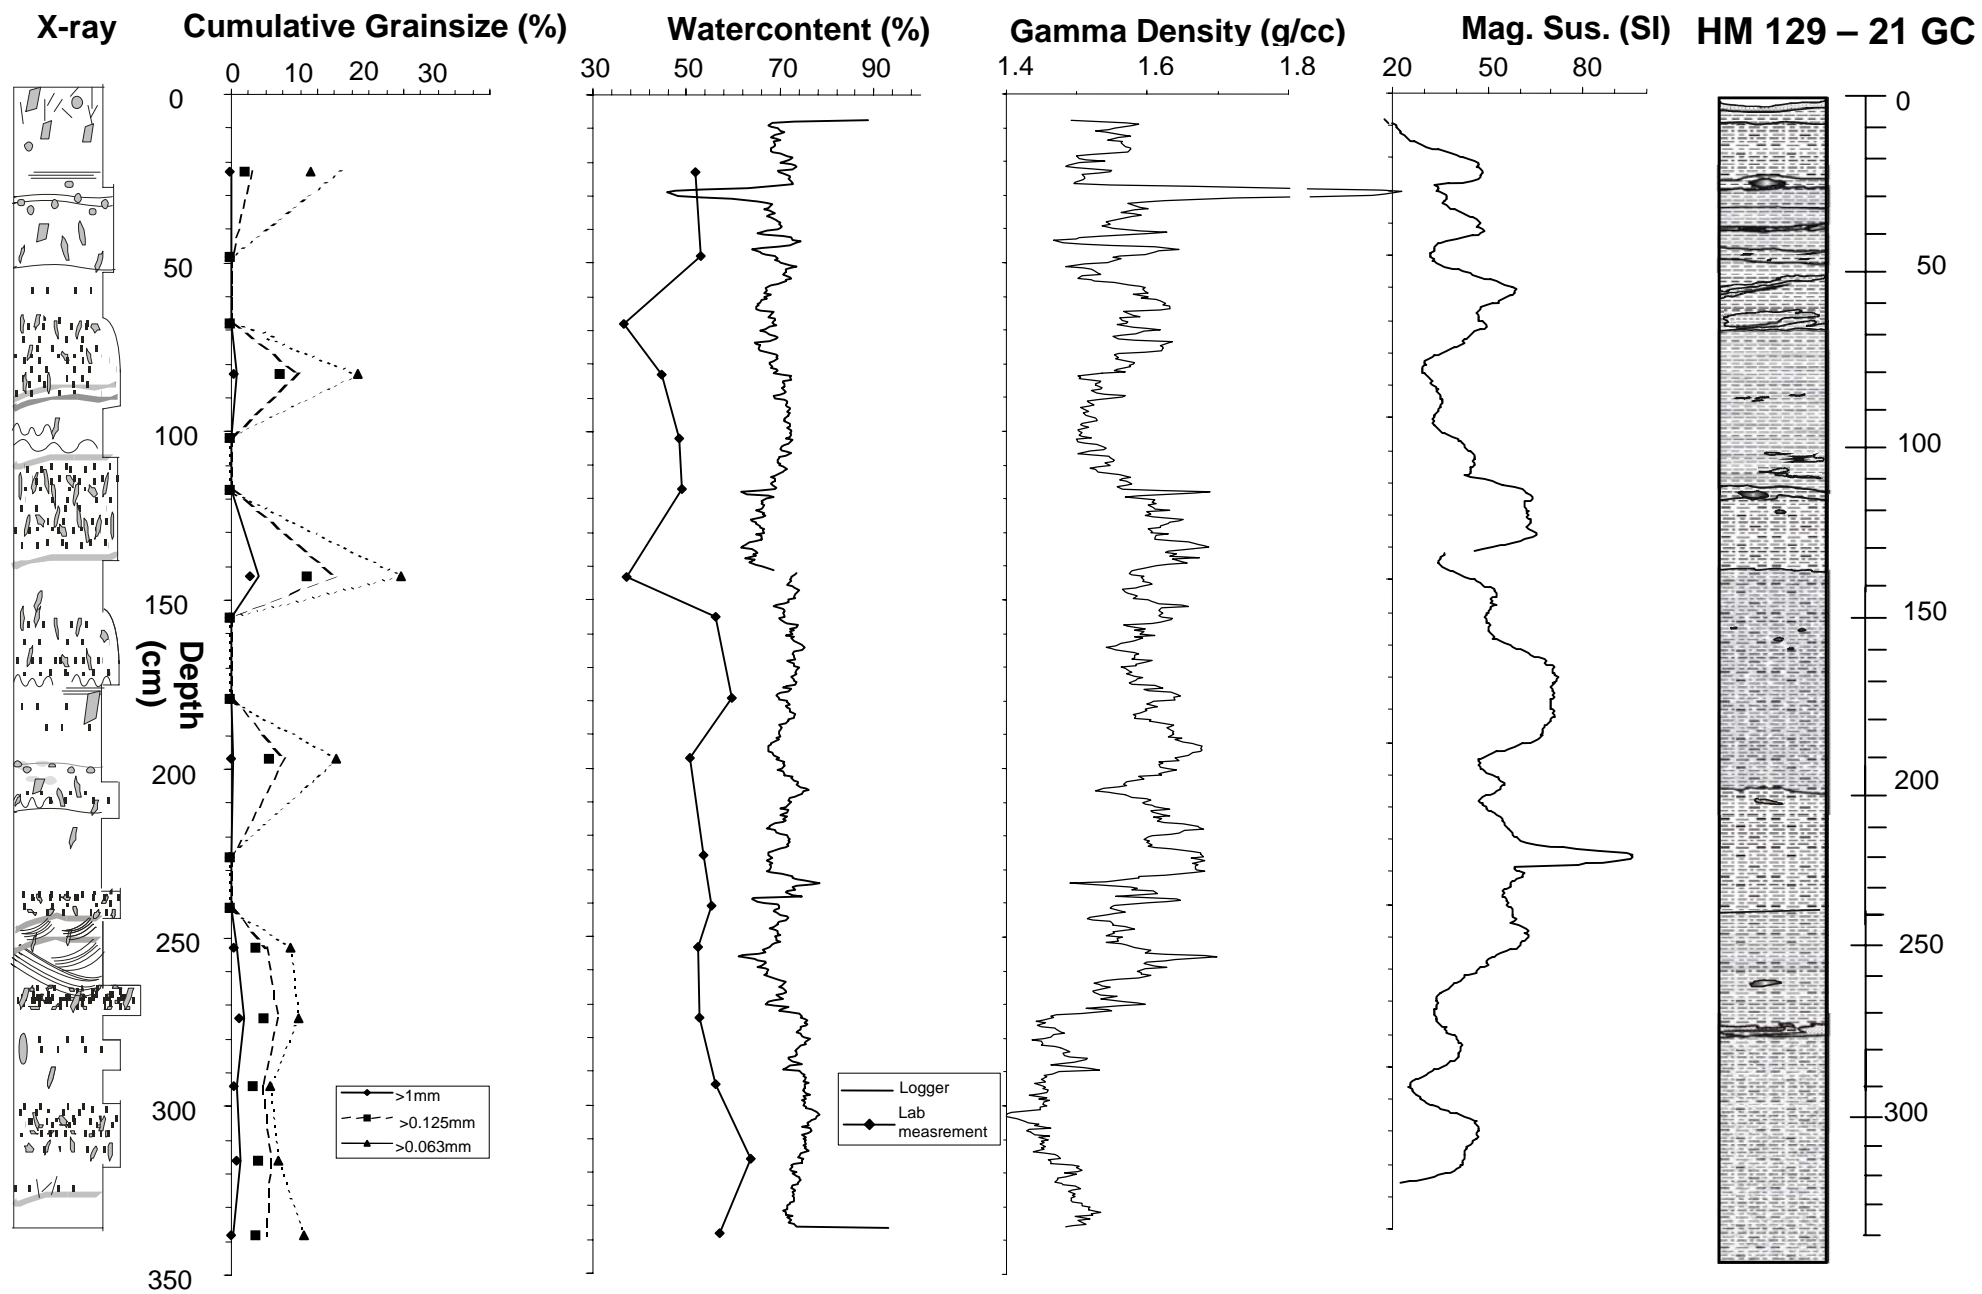 X-ray
Cumulative Grainsize (%)
Watercontent (%)
Gamma Density (g/cc)
Mag. Sus. (SI)
HM 129 – 21 GC
0 10 20 30
30 50 70 90
1.4 1.6 1.8
20 50 80
0
50
100
150
200
250
300
350
Depth
(cm)
>1mm
>0.125mm
>0.063mm
Logger
Lab
measrement
0
50
100
150
200
250
300